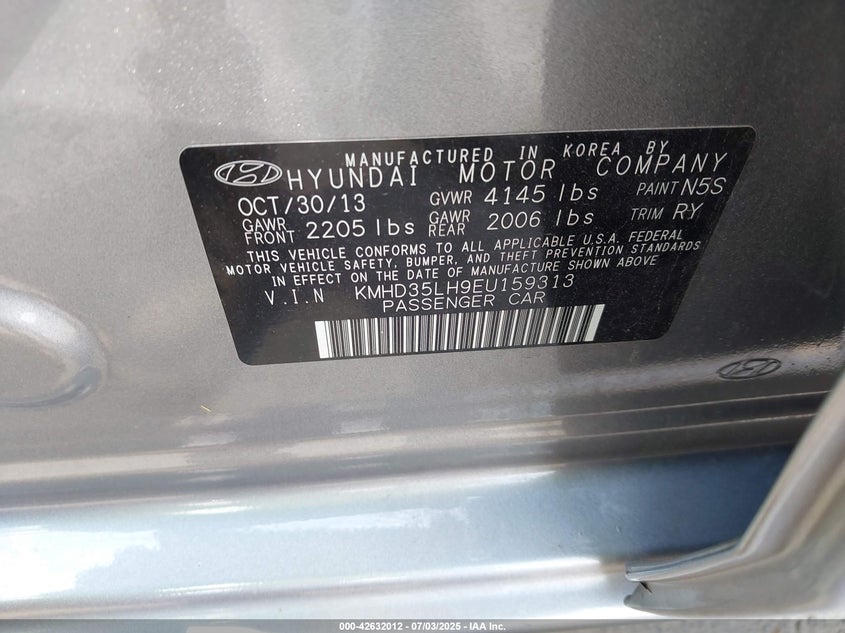 MANUFACTURED IN KOREA BY
HYUNDAI MOTOR COMPANY
OCT/30/13 GVWR 4145 lbs PAINT N5S
GAWR FRONT 2205 lbs GAWR REAR 2006 lbs TRIM RY
THIS VEHICLE CONFORMS TO ALL APPLICABLE U.S.A. FEDERAL
MOTOR VEHICLE SAFETY, BUMPER, AND THEFT PREVENTION STANDARDS
IN EFFECT ON THE DATE OF MANUFACTURE SHOWN ABOVE
V.I.N KMHD35LH9EU159313
PASSENGER CAR
000-42632012 - 07/03/2025 - IAA Inc.